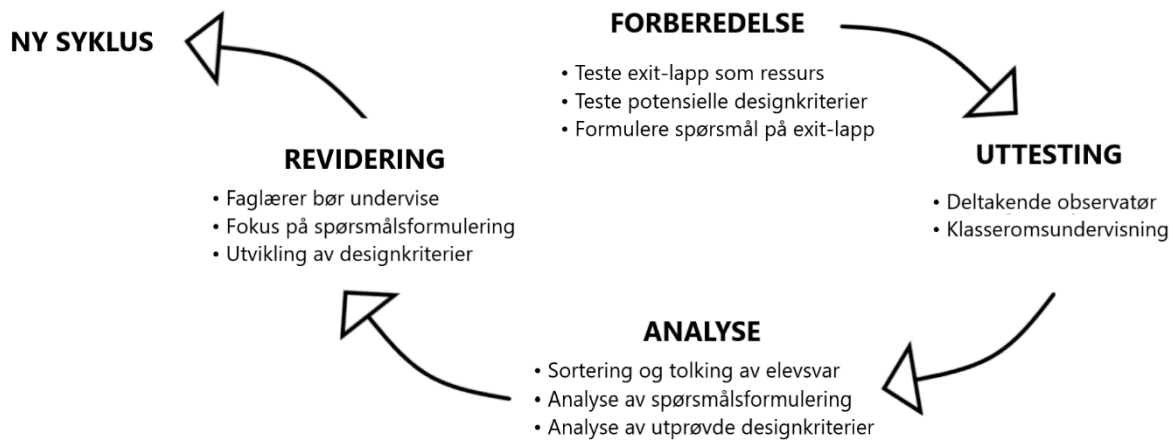 NY SYKLUS
FORBEREDELSE
• Teste exit-lapp som ressurs
• Teste potensielle designkriterier
• Formulere spørsmål på exit-lapp
UTTESTING
• Deltakende observatør
• Klasseromsundervisning
ANALYSE
• Sortering og tolking av elevsvar
• Analyse av spørsmålsformulering
• Analyse av utprøvde designkriterier
REVIDERING
• Faglærer bør undervise
• Fokus på spørsmålsformulering
• Utvikling av designkriterier